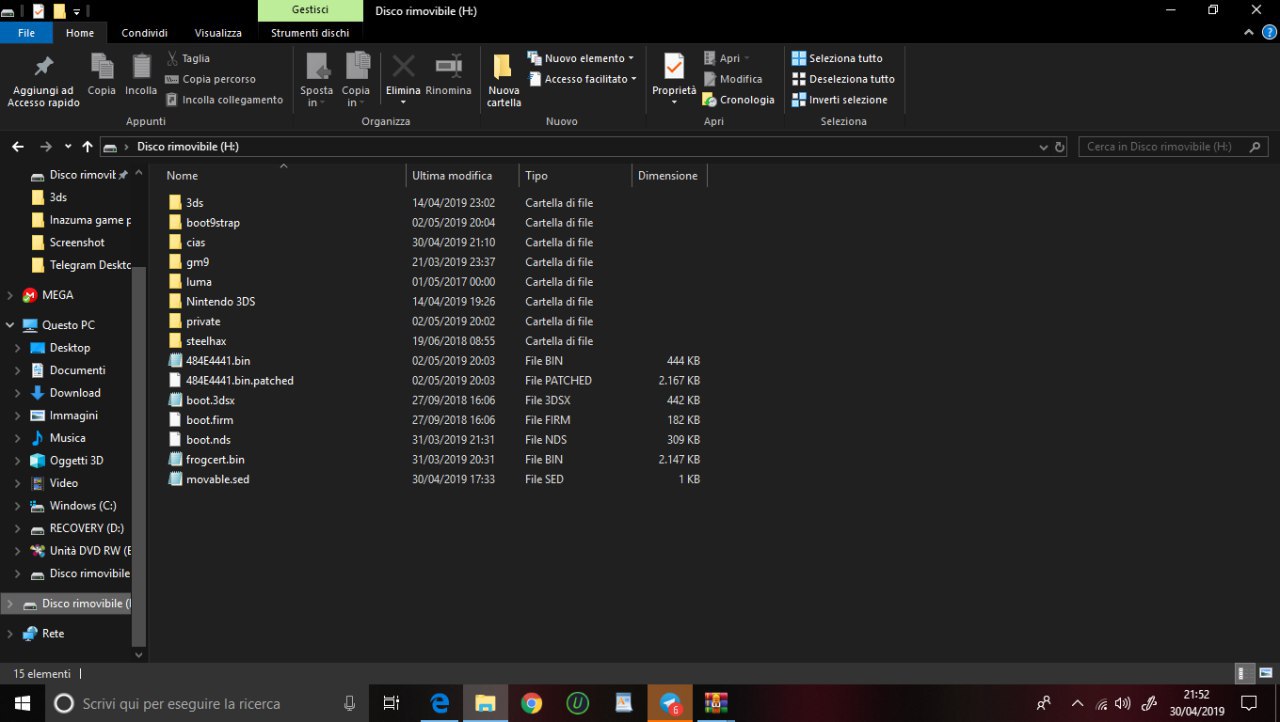 Gestisci Disco rimovibile (H:)
File Home Condividi Visualizza Strumenti dischi
Aggiungi ad Accesso rapido
Copia
Incolla
Taglia
Copia percorso
Incolla collegamento
Appunti
Sposta in
Copia in
Elimina
Rinomina
Organizza
Nuova cartella
Nuovo elemento
Accesso facilitato
Nuovo
Proprietà
Apri
Modifica
Cronologia
Apri
Seleziona tutto
Deseleziona tutto
Inverti selezione
Seleziona
Disco rimovibile (H:)
Cerca in Disco rimovibile (H:)
Disco rimovib
3ds
Inazuma game p
Screenshot
Telegram Deskto
MEGA
Questo PC
Desktop
Documenti
Download
Immagini
Musica
Oggetti 3D
Video
Windows (C:)
RECOVERY (D:)
Unità DVD RW (E
Disco rimovibile
Disco rimovibile (
Rete
Nome Ultima modifica Tipo Dimensione
3ds 14/04/2019 23:02 Cartella di file
boot9strap 02/05/2019 20:04 Cartella di file
cias 30/04/2019 21:10 Cartella di file
gm9 21/03/2019 23:37 Cartella di file
luma 01/05/2017 00:00 Cartella di file
Nintendo 3DS 14/04/2019 19:26 Cartella di file
private 02/05/2019 20:02 Cartella di file
steelhax 19/06/2018 08:55 Cartella di file
484E4441.bin 02/05/2019 20:03 File BIN 444 KB
484E4441.bin.patched 02/05/2019 20:03 File PATCHED 2.167 KB
boot.3dsx 27/09/2018 16:06 File 3DSX 442 KB
boot.firm 27/09/2018 16:06 File FIRM 182 KB
boot.nds 31/03/2019 21:31 File NDS 309 KB
frogcert.bin 31/03/2019 20:31 File BIN 2.147 KB
movable.sed 30/04/2019 17:33 File SED 1 KB
15 elementi
Scrivi qui per eseguire la ricerca
6
21:52
30/04/2019